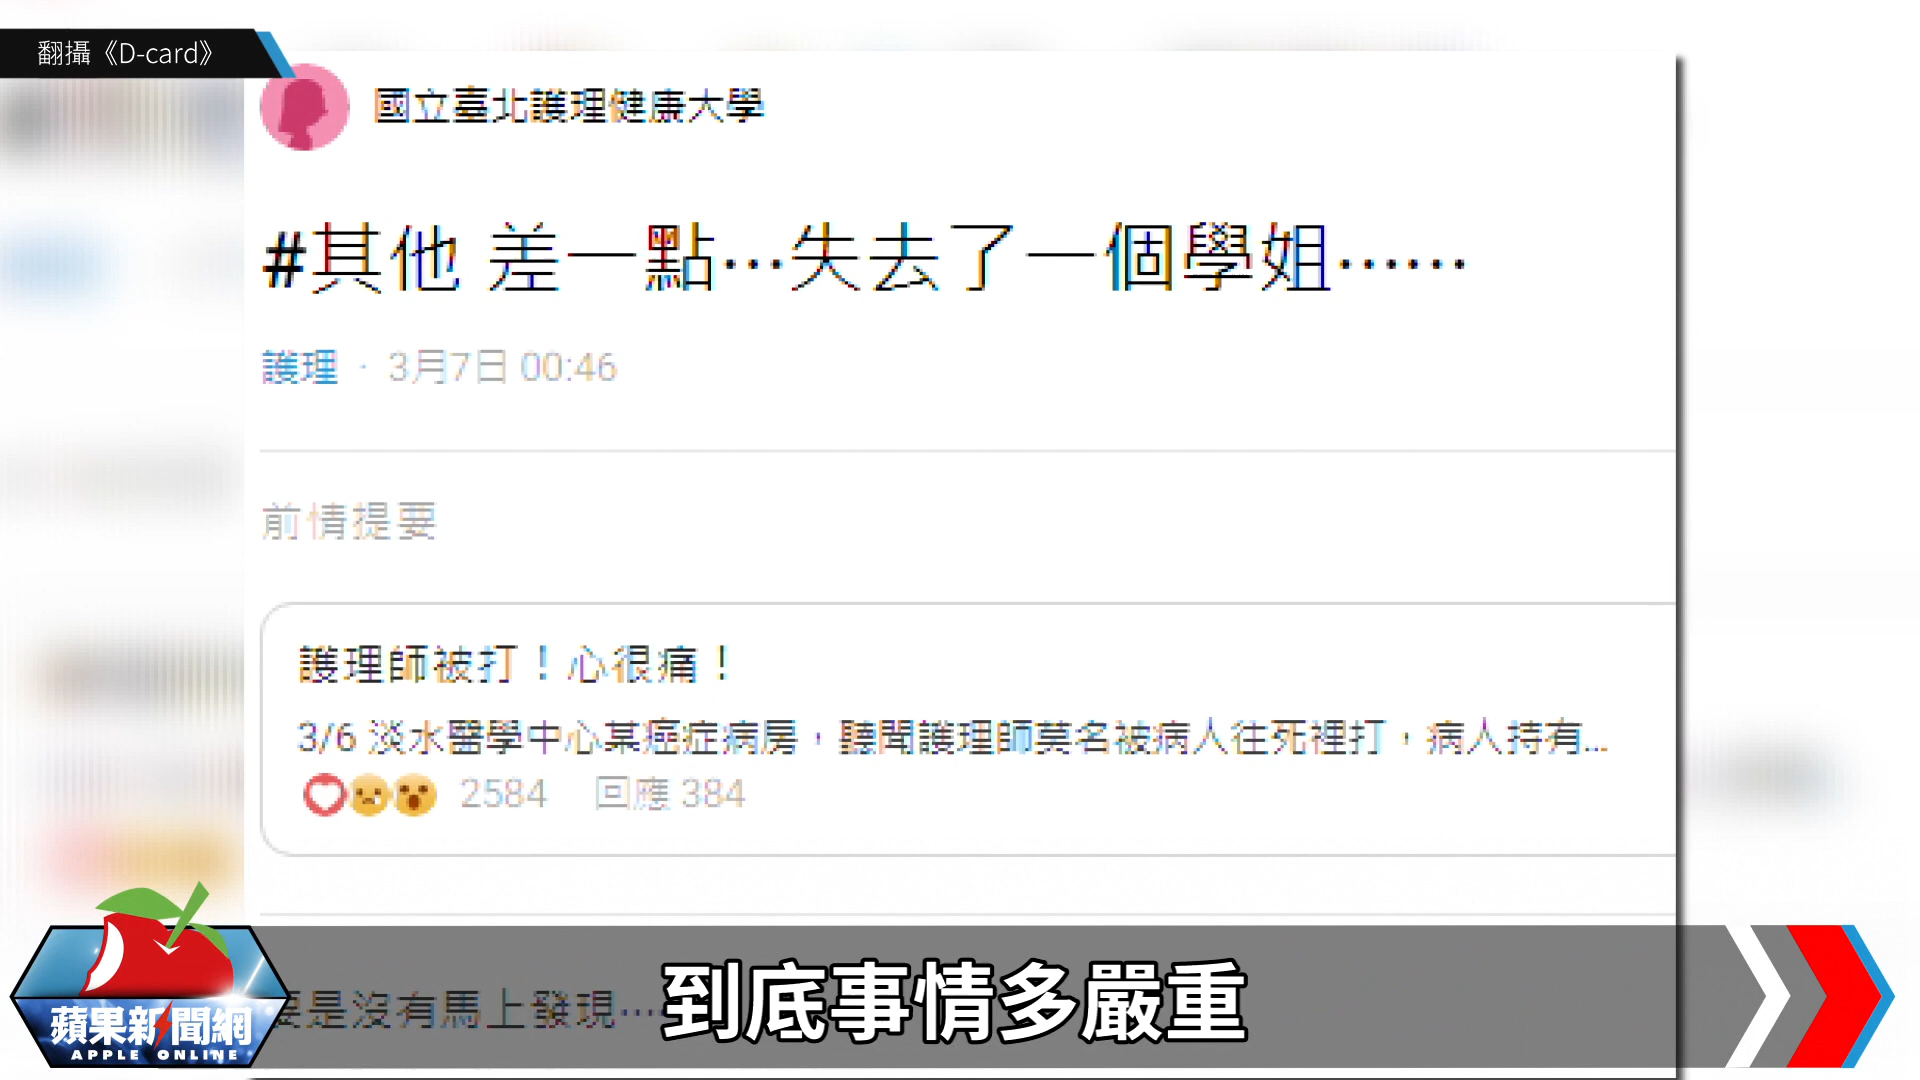 翻攝《D-card》
國立臺北護理健康大學
#其他 差一點…失去了一個學姐……
護理 · 3月7日 00:46
前情提要
護理師被打！心很痛！
3/6 淡水醫學中心某癌症病房，聽聞護理師莫名被病人往死裡打，病人持有...
2584 回應 384
要是沒有馬上發現…
到底事情多嚴重
蘋果新聞網
APPLE ONLINE